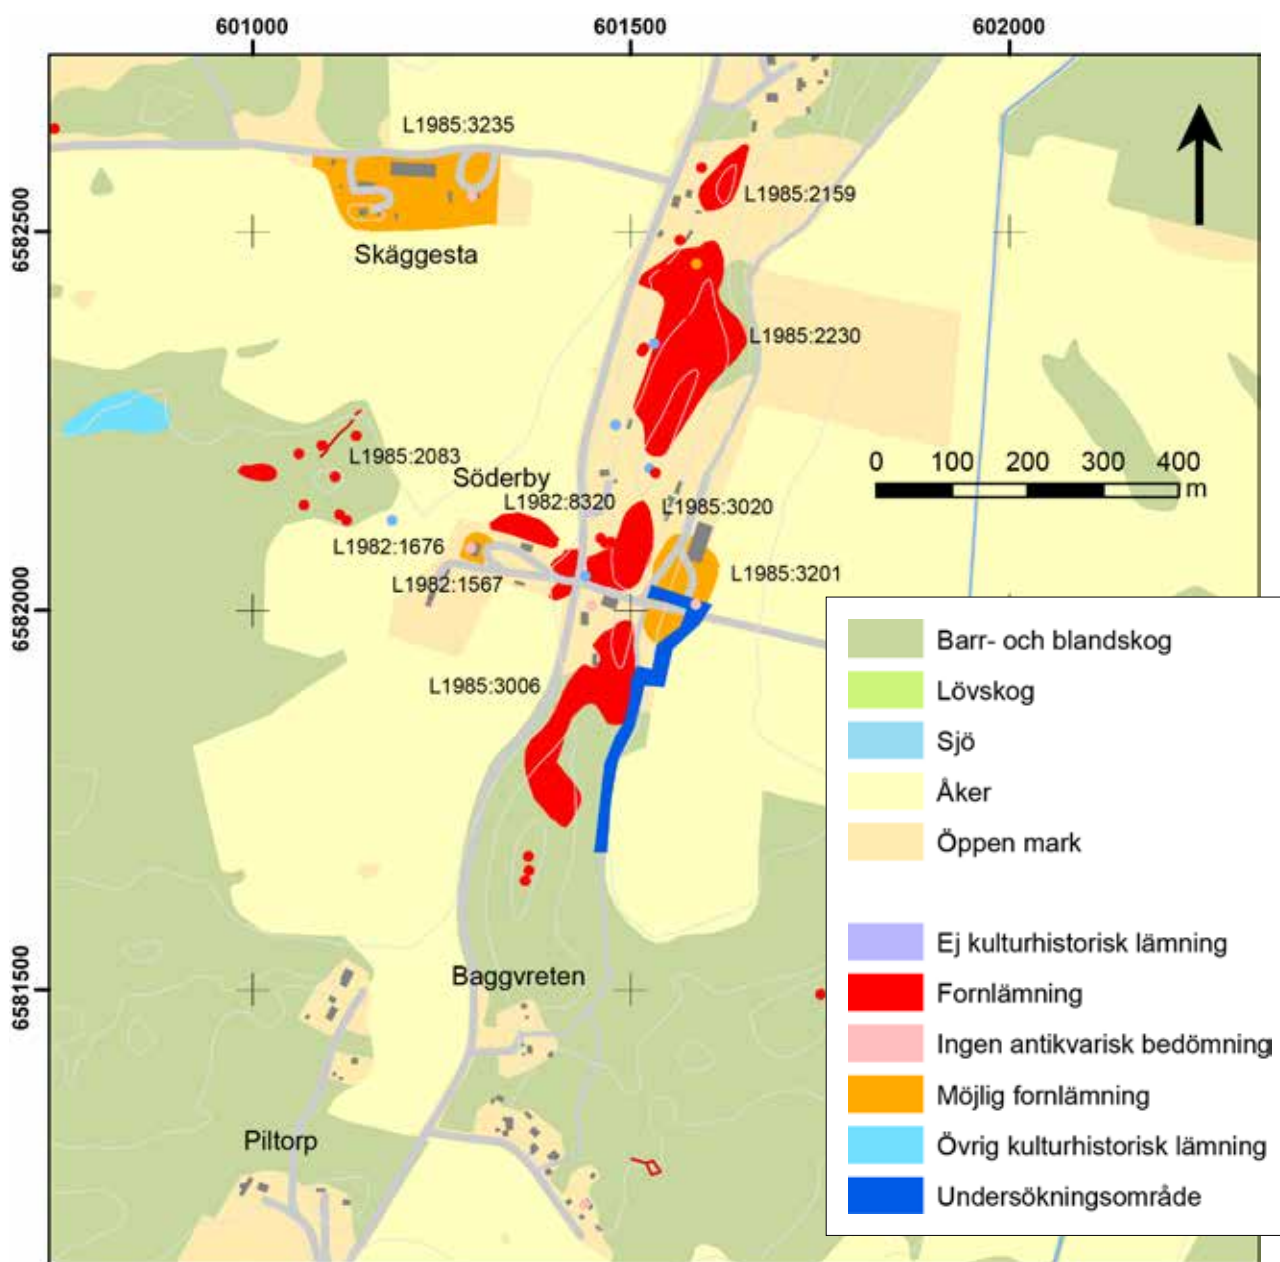 601000 601500 602000
L1985:3235
L1985:2159
6582500
Skäggesta
L1985:2230
0 100 200 300 400
m
L1985:2083
Söderby
L1982:8320
L1985:3020
L1982:1676
L1985:3201
L1982:1567
6582000
L1985:3006
Barr- och blandskog
Lövskog
Sjö
Åker
Öppen mark
Ej kulturhistorisk lämning
Fornlämning
Ingen antikvarisk bedömning
Möjlig fornlämning
Övrig kulturhistorisk lämning
Undersökningsområde
6581500
Baggvreten
Piltorp